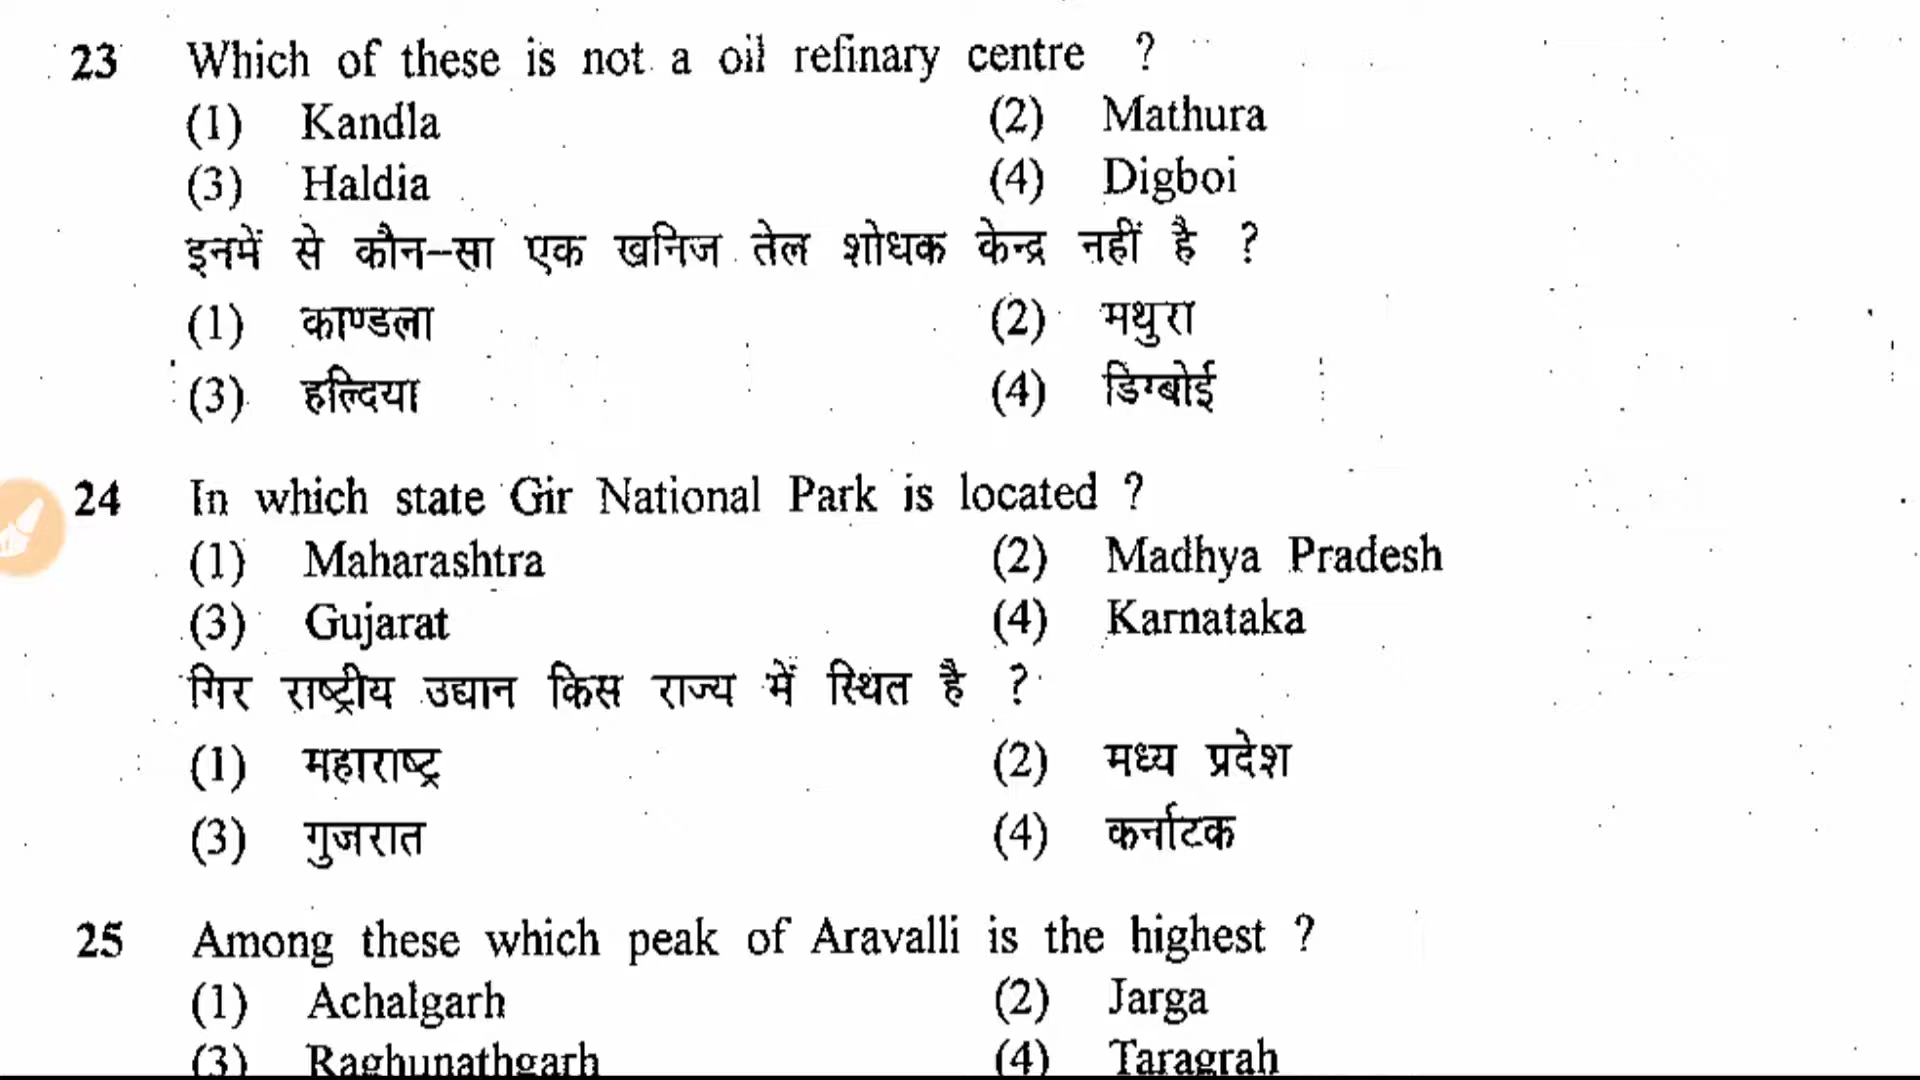 23 Which of these is not a oil refinary centre ?
(1) Kandla (2) Mathura
(3) Haldia (4) Digboi
इनमें से कौन-सा एक खनिज तेल शोधक केन्द्र नहीं है ?
(1) काण्डला (2) मथुरा
(3) हल्दिया (4) डिग्बोई
24 In which state Gir National Park is located ?
(1) Maharashtra (2) Madhya Pradesh
(3) Gujarat (4) Karnataka
गिर राष्ट्रीय उद्यान किस राज्य में स्थित है ?
(1) महाराष्ट्र (2) मध्य प्रदेश
(3) गुजरात (4) कर्नाटक
25 Among these which peak of Aravalli is the highest ?
(1) Achalgarh (2) Jarga
(3) Raghunathgarh (4) Taragrah